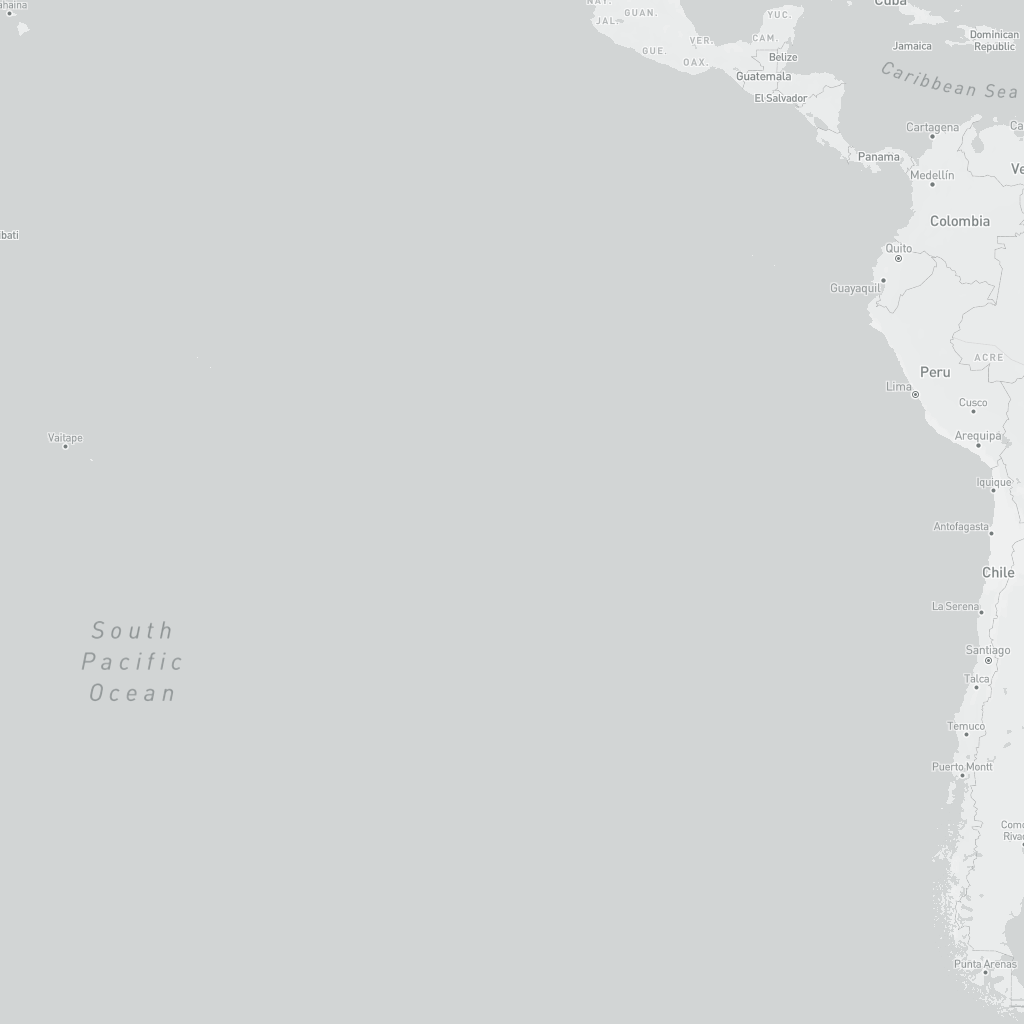 ahaina
NAY.
GUAN.
JAL.
YUC.
Cuba
CAM.
VER.
GUE.
OAX.
Belize
Guatemala
El Salvador
Jamaica
Dominican
Republic
Caribbean Sea
Cartagena
Ca
Panama
Medellín
Ve
Colombia
ibati
Quito
Guayaquil
ACRE
Peru
Lima
Cusco
Vaitape
Arequipa
Iquique
Antofagasta
Chile
La Serena
South
Pacific
Ocean
Santiago
Talca
Temuco
Puerto Montt
Como
Rivad
Punta Arenas